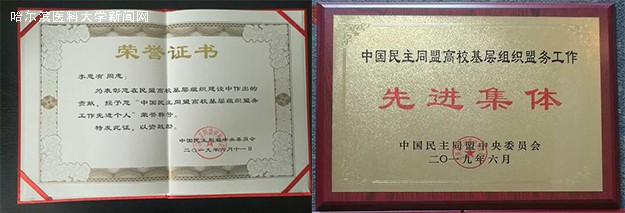 哈尔滨医科大学新闻网
荣誉证书
李恩有 同志：
为表彰您在民盟高校基层组织建设中作出的
贡献，授予您“中国民主同盟高校基层组织盟务
工作先进个人”荣誉称号。
特发此证，以资鼓励。
中国民主同盟中央委员会
二〇一九年六月十一日
中国民主同盟高校基层组织盟务工作
先进集体
中国民主同盟中央委员会
二〇一九年六月